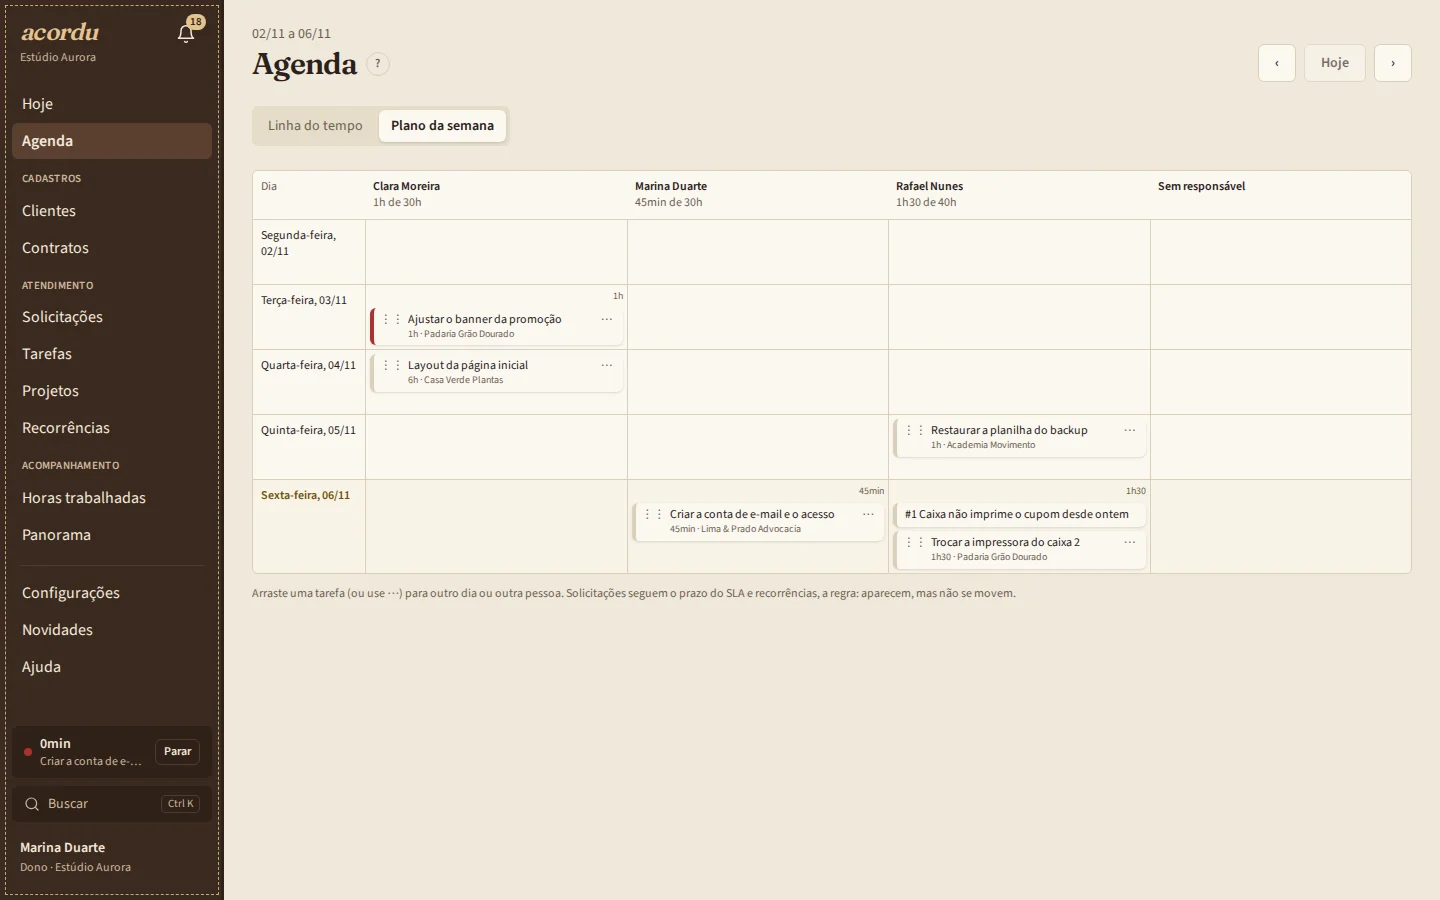 acordu
18
Estúdio Aurora
Hoje
Agenda
CADASTROS
Clientes
Contratos
ATENDIMENTO
Solicitações
Tarefas
Projetos
Recorrências
ACOMPANHAMENTO
Horas trabalhadas
Panorama
Configurações
Novidades
Ajuda
0min
Criar a conta de e-...
Parar
Buscar
Ctrl K
Marina Duarte
Dono · Estúdio Aurora
02/11 a 06/11
Agenda ?
‹ Hoje ›
Linha do tempo Plano da semana
Dia
Clara Moreira
1h de 30h
Marina Duarte
45min de 30h
Rafael Nunes
1h30 de 40h
Sem responsável
Segunda-feira,
02/11
Terça-feira, 03/11
1h
Ajustar o banner da promoção ···
1h · Padaria Grão Dourado
Quarta-feira, 04/11
Layout da página inicial ···
6h · Casa Verde Plantas
Quinta-feira, 05/11
Restaurar a planilha do backup ···
1h · Academia Movimento
Sexta-feira, 06/11
45min
Criar a conta de e-mail e o acesso ···
45min · Lima & Prado Advocacia
1h30
#1 Caixa não imprime o cupom desde ontem
Trocar a impressora do caixa 2 ···
1h30 · Padaria Grão Dourado
Arraste uma tarefa (ou use ···) para outro dia ou outra pessoa. Solicitações seguem o prazo do SLA e recorrências, a regra: aparecem, mas não se movem.